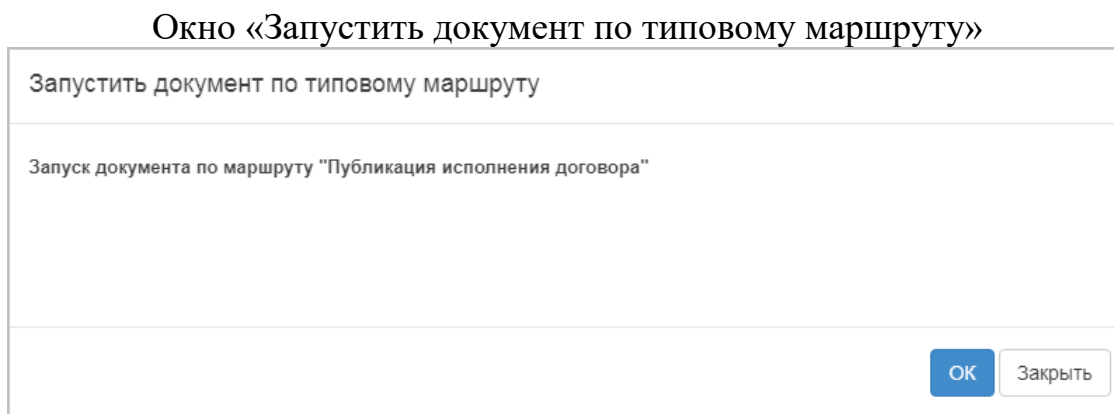 Окно «Запустить документ по типовому маршруту»
Запустить документ по типовому маршруту
Запуск документа по маршруту "Публикация исполнения договора"
ОК Закрыть